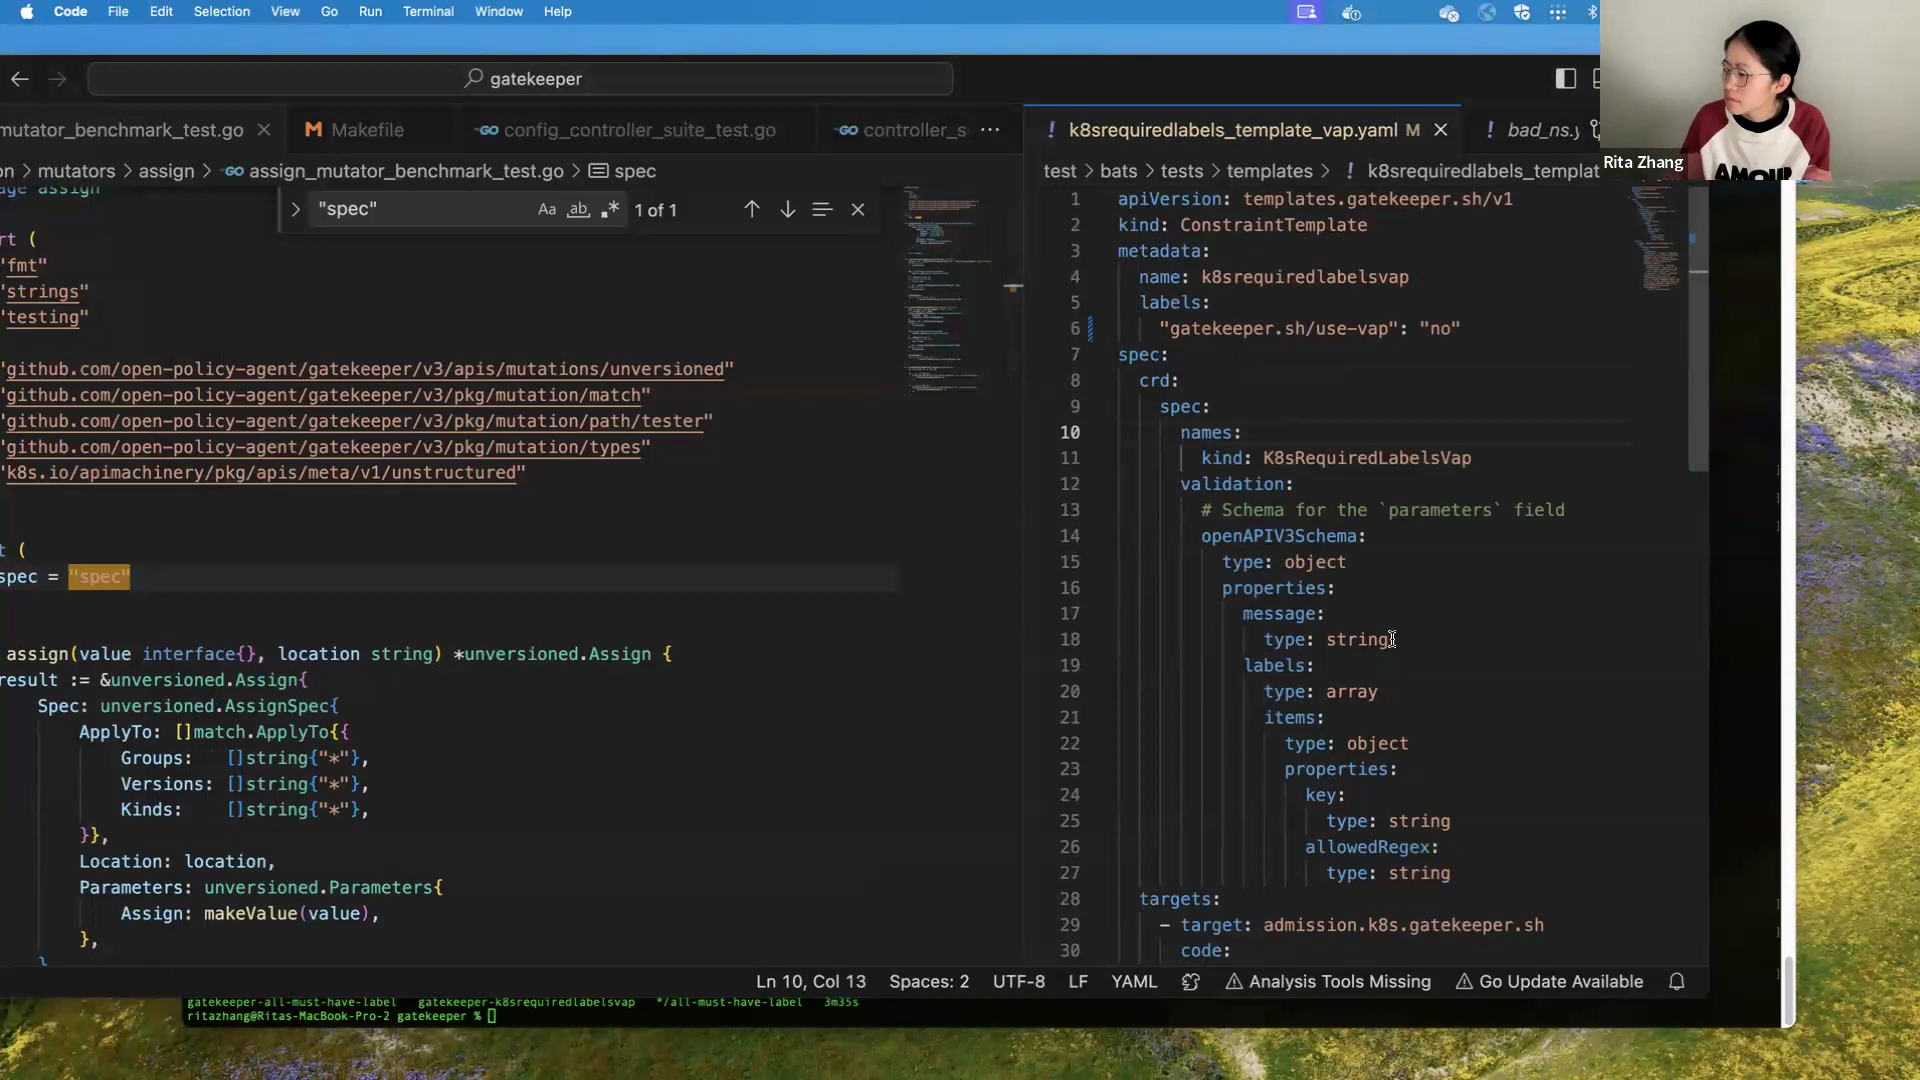 Code File Edit Selection View Go Run Terminal Window Help
gatekeeper
mutator_benchmark_test.go
Makefile
config_controller_suite_test.go
controller_s
k8srequiredlabels_template_vap.yaml M
bad_ns.y
Rita Zhang
mutators > assign > assign_mutator_benchmark_test.go > spec
test > bats > tests > templates > ! k8srequiredlabels_templat
"spec"
Aa ab 1 of 1
rt (
"fmt"
"strings"
"testing"
"github.com/open-policy-agent/gatekeeper/v3/apis/mutations/unversioned"
"github.com/open-policy-agent/gatekeeper/v3/pkg/mutation/match"
"github.com/open-policy-agent/gatekeeper/v3/pkg/mutation/path/tester"
"github.com/open-policy-agent/gatekeeper/v3/pkg/mutation/types"
"k8s.io/apimachinery/pkg/apis/meta/v1/unstructured"
t (
spec = "spec"
assign(value interface{}, location string) *unversioned.Assign {
result := &unversioned.Assign{
Spec: unversioned.AssignSpec{
ApplyTo: []match.ApplyTo{{
Groups: []string{"*"},
Versions: []string{"*"},
Kinds: []string{"*"},
}},
Location: location,
Parameters: unversioned.Parameters{
Assign: makeValue(value),
},
1 apiVersion: templates.gatekeeper.sh/v1
2 kind: ConstraintTemplate
3 metadata:
4 name: k8srequiredlabelsvap
5 labels:
6 "gatekeeper.sh/use-vap": "no"
7 spec:
8 crd:
9 spec:
10 names:
11 kind: K8sRequiredLabelsVap
12 validation:
13 # Schema for the `parameters` field
14 openAPIV3Schema:
15 type: object
16 properties:
17 message:
18 type: string
19 labels:
20 type: array
21 items:
22 type: object
23 properties:
24 key:
25 type: string
26 allowedRegex:
27 type: string
28 targets:
29 - target: admission.k8s.gatekeeper.sh
30 code:
Ln 10, Col 13 Spaces: 2 UTF-8 LF YAML Analysis Tools Missing Go Update Available
gatekeeper-all-must-have-label gatekeeper-k8srequiredlabelsvap */all-must-have-label 3m35s
ritazhang@Ritas-MacBook-Pro-2 gatekeeper %